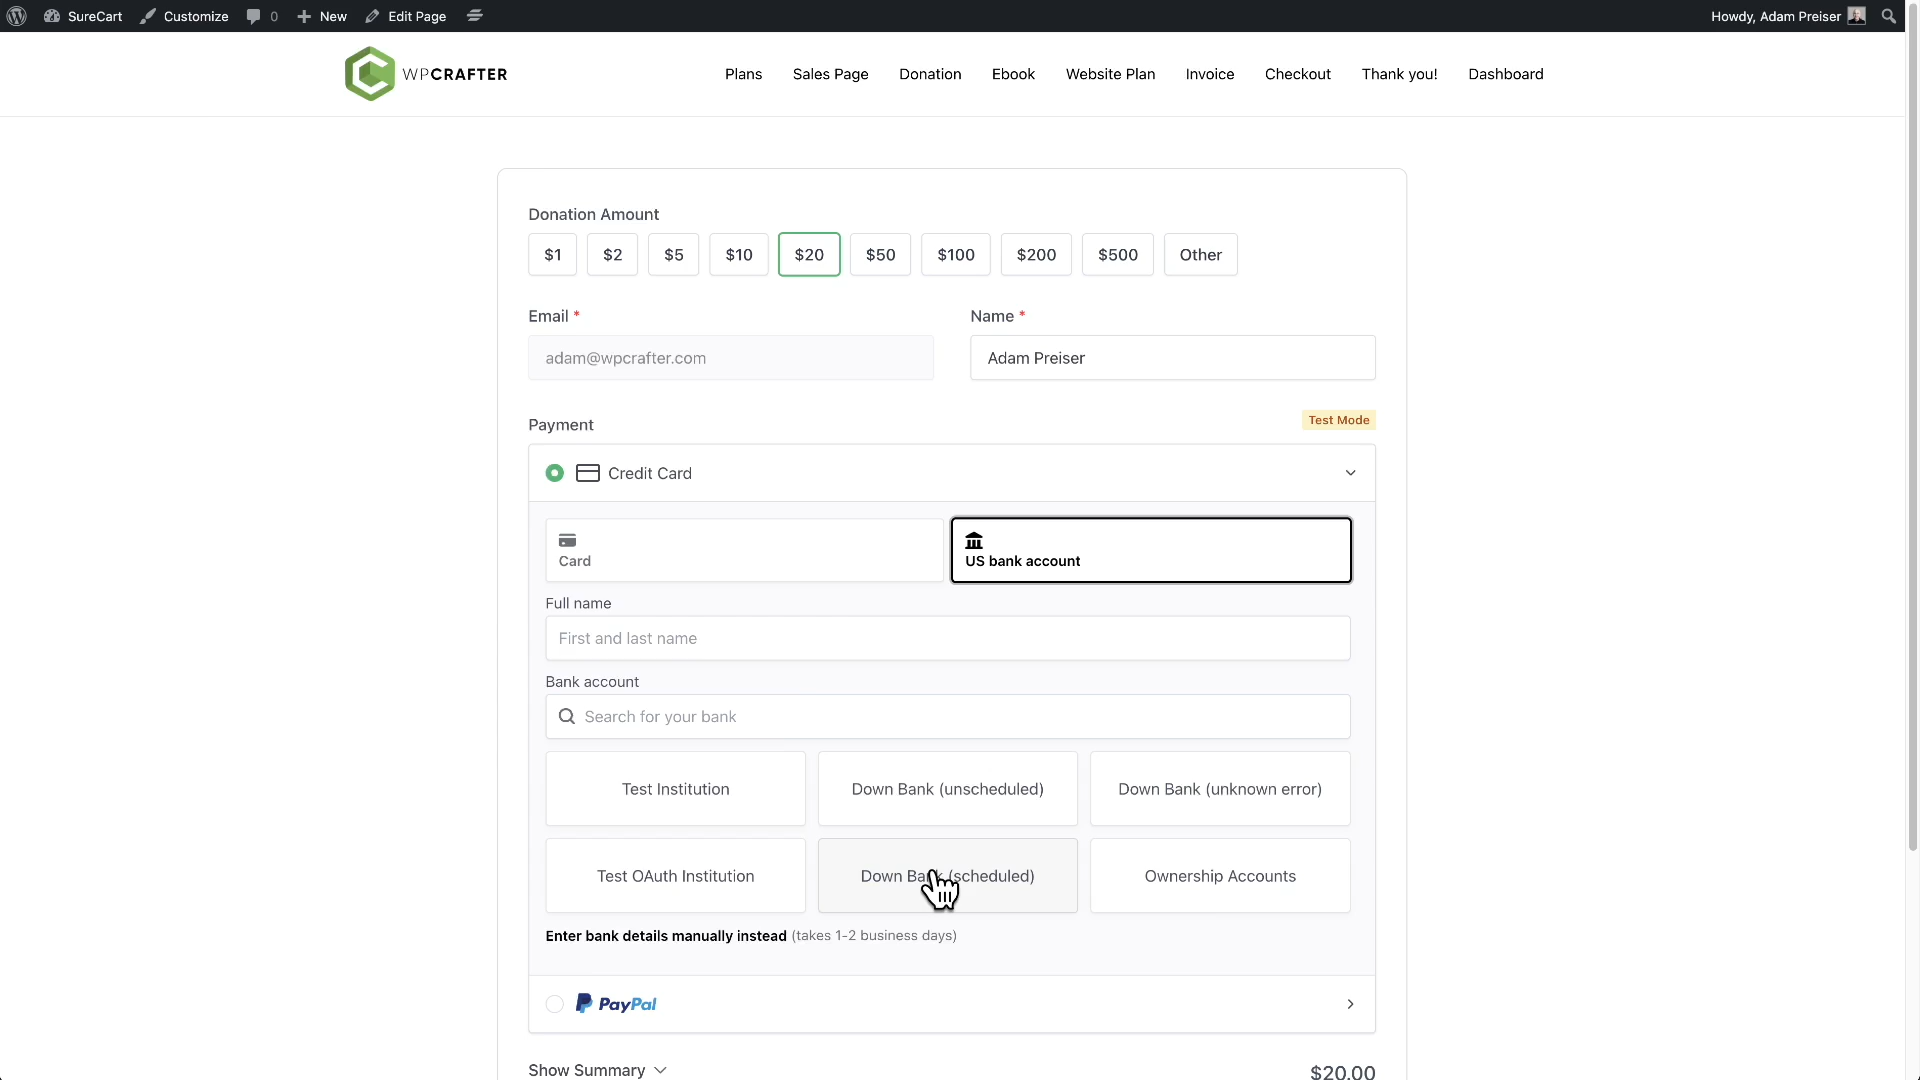 SureCart Customize 0 New Edit Page Howdy, Adam Preiser
WPCRAFTER Plans Sales Page Donation Ebook Website Plan Invoice Checkout Thank you! Dashboard
Donation Amount
$1 $2 $5 $10 $20 $50 $100 $200 $500 Other
Email * Name *
adam@wpcrafter.com Adam Preiser
Payment Test Mode
Credit Card
Card US bank account
Full name
First and last name
Bank account
Search for your bank
Test Institution Down Bank (unscheduled) Down Bank (unknown error)
Test OAuth Institution Down Bank (scheduled) Ownership Accounts
Enter bank details manually instead (takes 1-2 business days)
PayPal
Show Summary $20.00